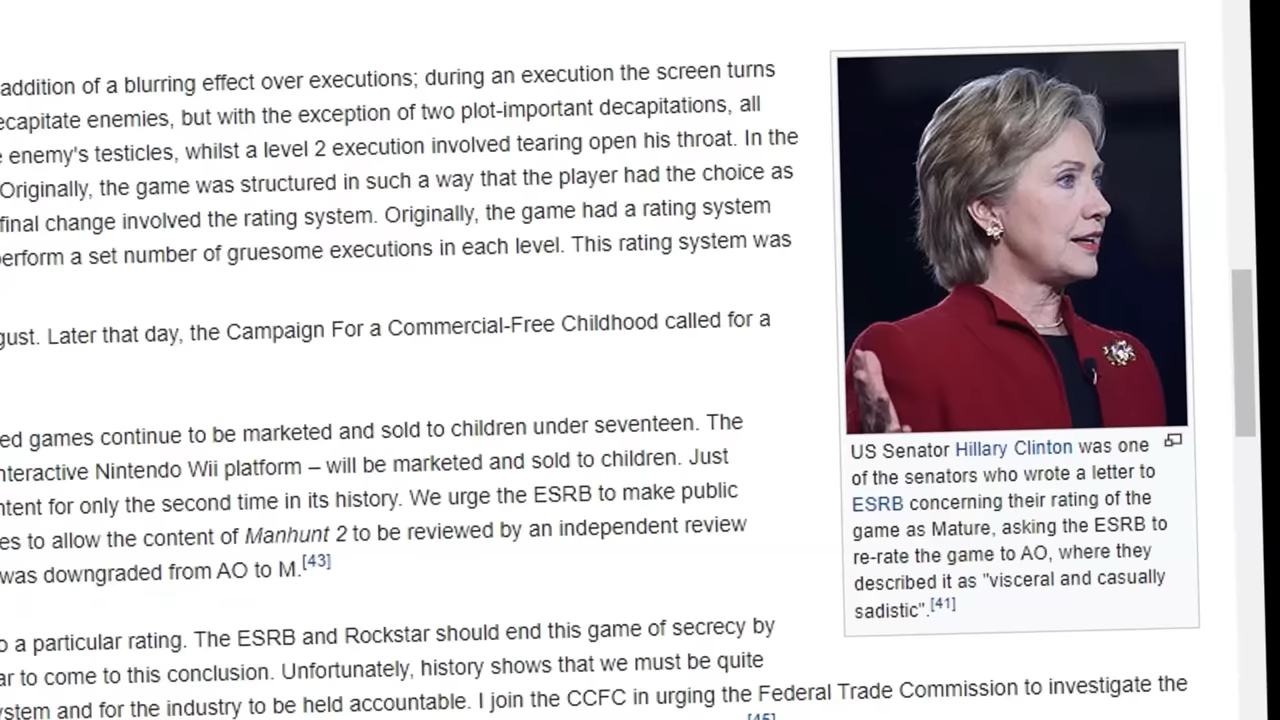 addition of a blurring effect over executions; during an execution the screen turns
ecapitate enemies, but with the exception of two plot-important decapitations, all
enemy's testicles, whilst a level 2 execution involved tearing open his throat. In the
Originally, the game was structured in such a way that the player had the choice as
final change involved the rating system. Originally, the game had a rating system
erform a set number of gruesome executions in each level. This rating system was
gust. Later that day, the Campaign For a Commercial-Free Childhood called for a
ed games continue to be marketed and sold to children under seventeen. The
nteractive Nintendo Wii platform – will be marketed and sold to children. Just
ntent for only the second time in its history. We urge the ESRB to make public
es to allow the content of Manhunt 2 to be reviewed by an independent review
was downgraded from AO to M.[43]
o a particular rating. The ESRB and Rockstar should end this game of secrecy by
ar to come to this conclusion. Unfortunately, history shows that we must be quite
ystem and for the industry to be held accountable. I join the CCFC in urging the Federal Trade Commission to investigate the
US Senator Hillary Clinton was one
of the senators who wrote a letter to
ESRB concerning their rating of the
game as Mature, asking the ESRB to
re-rate the game to AO, where they
described it as "visceral and casually
sadistic".[41]